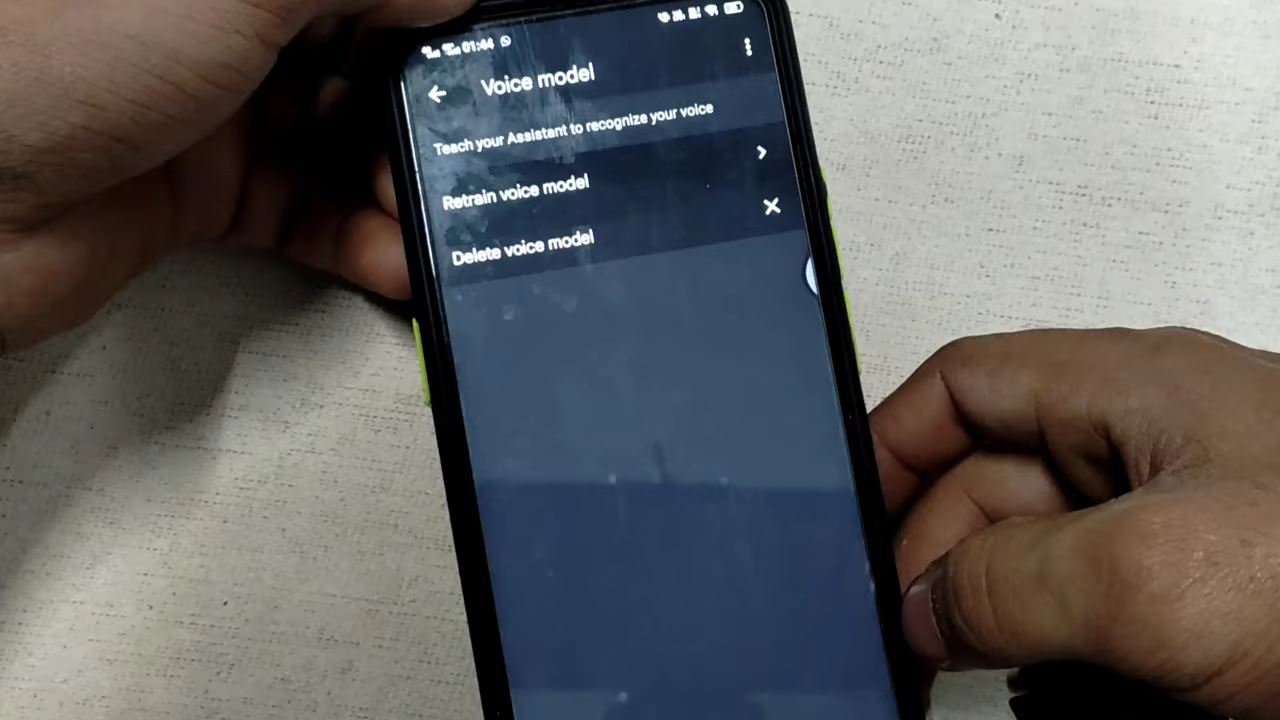 01:44
Voice model
Teach your Assistant to recognize your voice
Retrain voice model
Delete voice model